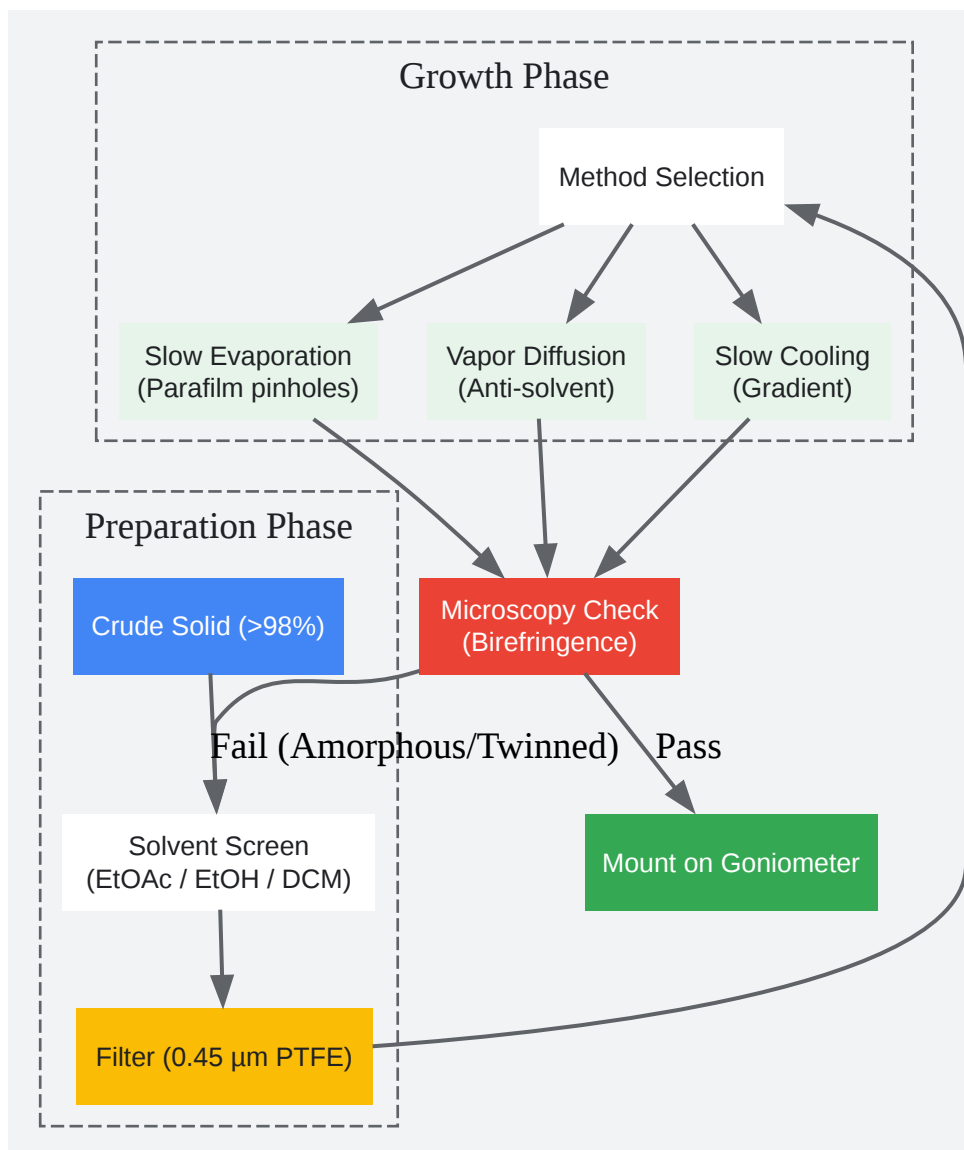 Growth Phase
Method Selection
Slow Evaporation
(Parafilm pinholes)
Vapor Diffusion
(Anti-solvent)
Slow Cooling
(Gradient)
Preparation Phase
Crude Solid (>98%)
Microscopy Check
(Birefringence)
Fail (Amorphous/Twinned)
Pass
Solvent Screen
(EtOAc / EtOH / DCM)
Mount on Goniometer
Filter (0.45 µm PTFE)